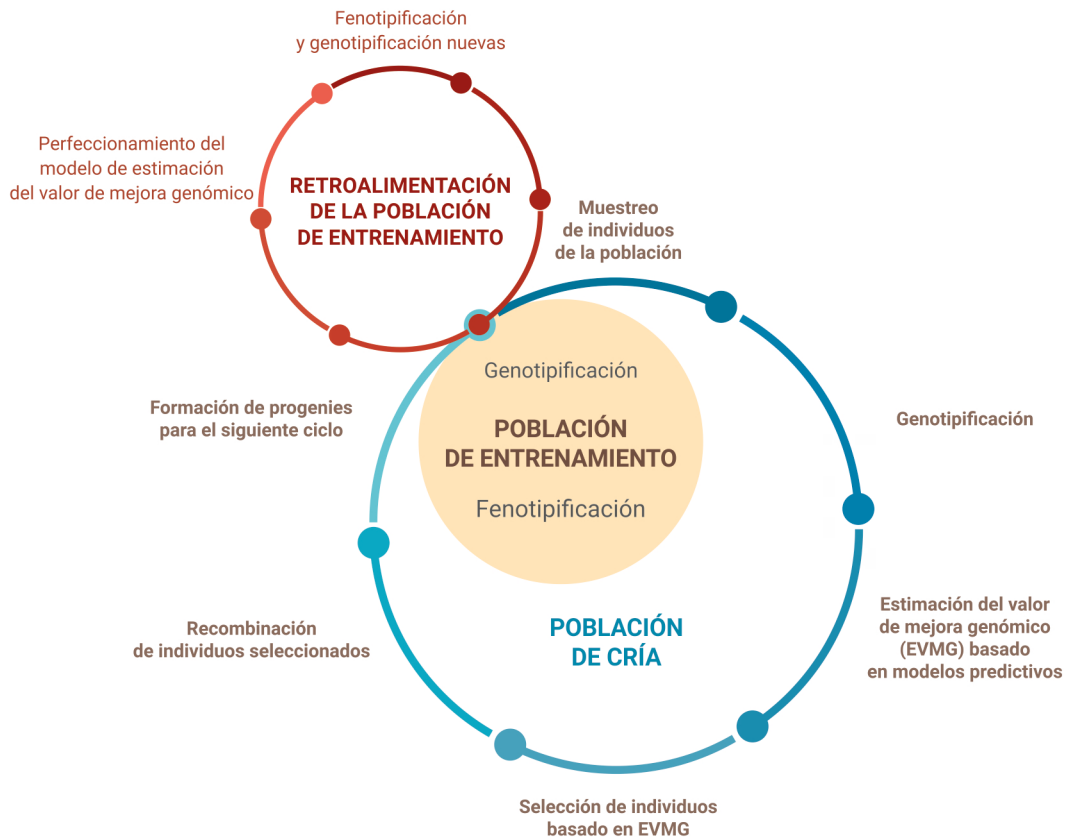 Fenotipificación
y genotipificación nuevas
Perfeccionamiento del
modelo de estimación
del valor de mejora genómico
RETROALIMENTACIÓN
DE LA POBLACIÓN
DE ENTRENAMIENTO
Muestreo
de individuos
de la población
Genotipificación
POBLACIÓN
DE ENTRENAMIENTO
Fenotipificación
Formación de progenies
para el siguiente ciclo
Genotipificación
Recombinación
de individuos seleccionados
POBLACIÓN
DE CRÍA
Estimación del valor
de mejora genómico
(EVMG) basado
en modelos predictivos
Selección de individuos
basado en EVMG